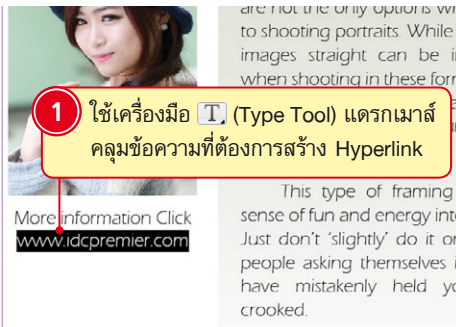 are not the only options
to shooting portraits. While
images straight can be
when shooting in these
1 ใช้เครื่องมือ T (Type Tool) แดรกเมาส์
คลุมข้อความที่ต้องการสร้าง Hyperlink
This type of framing
sense of fun and energy
Just don't 'slightly' do it
people asking themselves
have mistakenly held
crooked.
More information Click
www.idcpremier.com